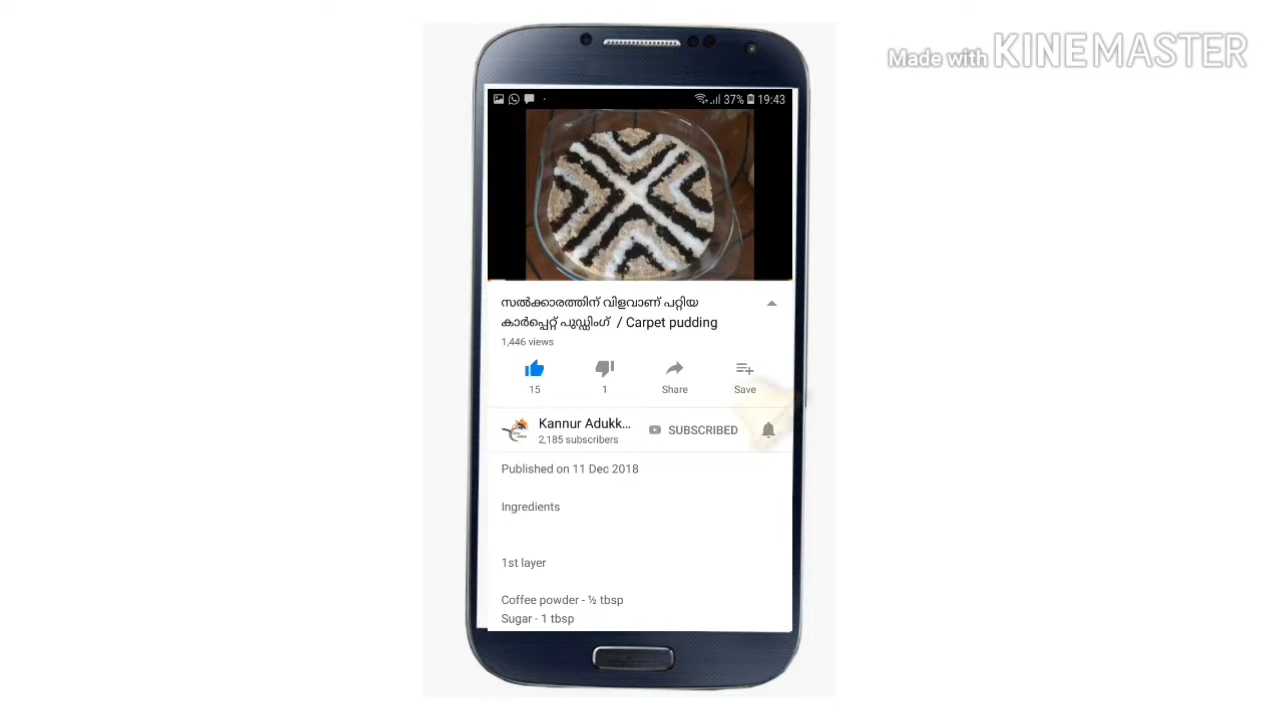 Made with KINEMASTER
37% 19:43
സൽക്കാരത്തിന് വിളവാണ് പറ്റിയ
കാർപ്പെറ്റ് പുഡ്ഡിംഗ് / Carpet pudding
1,446 views
15
1
Share
Save
Kannur Adukk...
SUBSCRIBED
2,185 subscribers
Published on 11 Dec 2018
Ingredients
1st layer
Coffee powder - ½ tbsp
Sugar - 1 tbsp